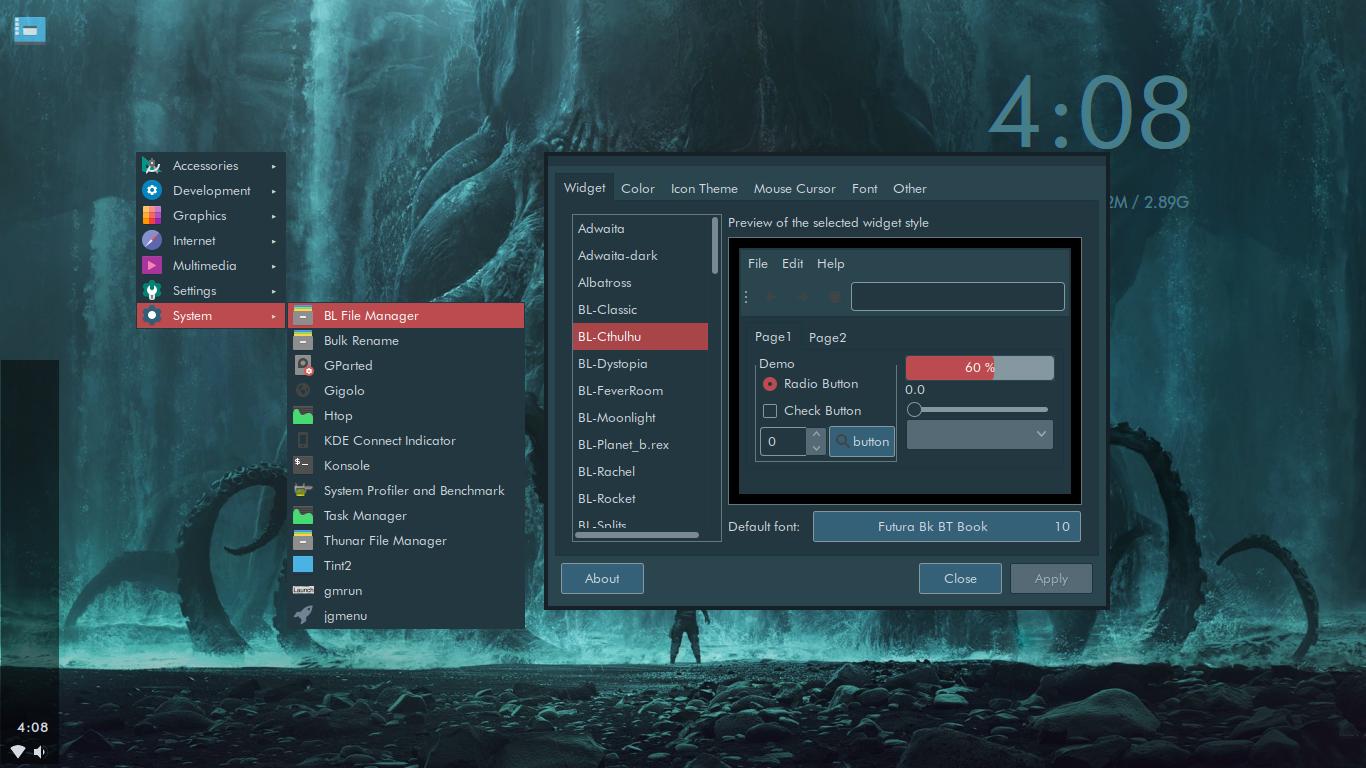 4:08
2M / 2.89G
Accessories
Development
Graphics
Internet
Multimedia
Settings
System
BL File Manager
Bulk Rename
GParted
Gigolo
Htop
KDE Connect Indicator
Konsole
System Profiler and Benchmark
Task Manager
Thunar File Manager
Tint2
Launch
gmrun
jgmenu
Widget Color Icon Theme Mouse Cursor Font Other
Adwaita
Adwaita-dark
Albatross
BL-Classic
BL-Cthulhu
BL-Dystopia
BL-FeverRoom
BL-Moonlight
BL-Planet_b.rex
BL-Rachel
BL-Rocket
BL-Splits
Preview of the selected widget style
File Edit Help
Page1 Page2
Demo
Radio Button
Check Button
0
button
60 %
0.0
Default font: Futura Bk BT Book 10
About Close Apply
4:08